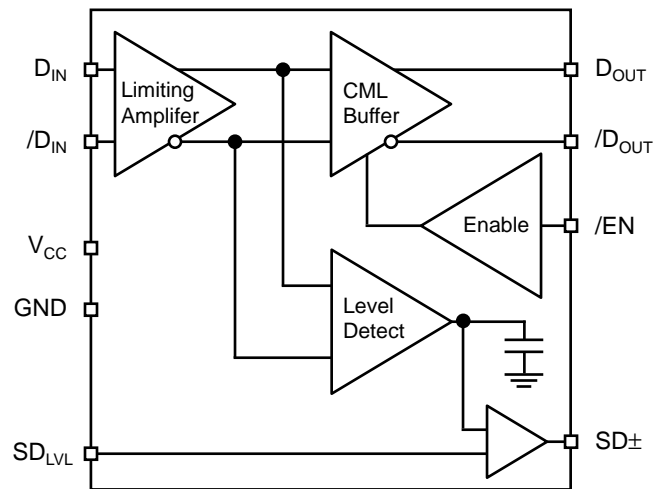 D_IN
Limiting
Amplifer
CML
Buffer
D_OUT
/D_IN
/D_OUT
Enable
/EN
V_CC
GND
Level
Detect
SD_LVL
SD±